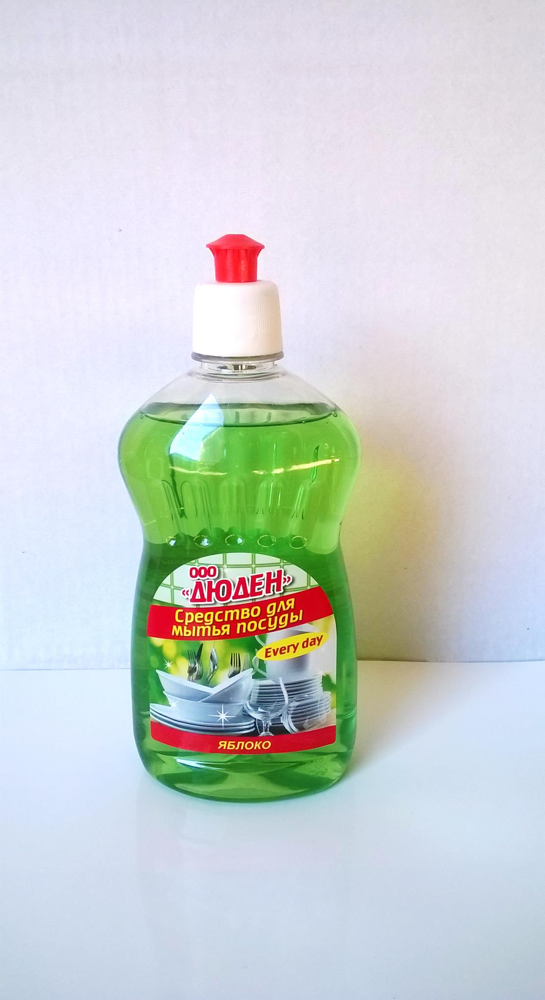 ООО
«ДЮДЕН»
Средство для
мытья посуды
Every day
ЯБЛОКО